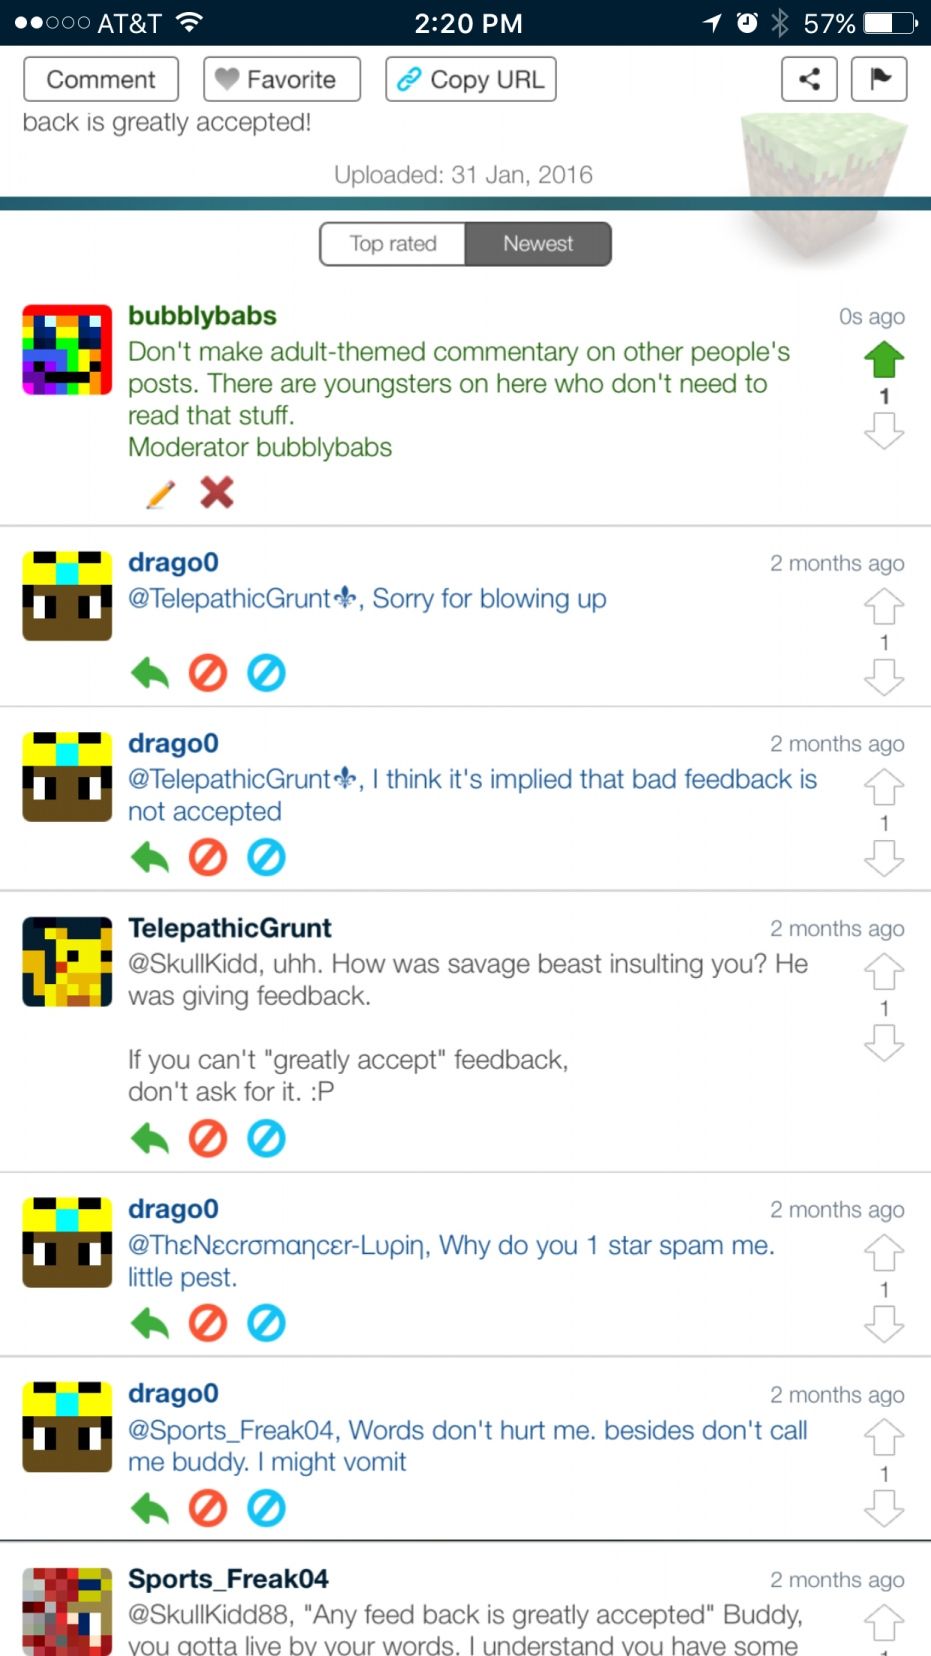 AT&T 2:20 PM 57%
Comment Favorite Copy URL
back is greatly accepted!
Uploaded: 31 Jan, 2016
Top rated Newest
bubblybabs 0s ago
Don't make adult-themed commentary on other people's
posts. There are youngsters on here who don't need to
read that stuff.
Moderator bubblybabs
1
drago0 2 months ago
@TelepathicGrunt⚜, Sorry for blowing up
1
drago0 2 months ago
@TelepathicGrunt⚜, I think it's implied that bad feedback is
not accepted
1
TelepathicGrunt 2 months ago
@SkullKidd, uhh. How was savage beast insulting you? He
was giving feedback.
1
If you can't "greatly accept" feedback,
don't ask for it. :P
drago0 2 months ago
@ThεNεcrσmαηcεr-Lυριη, Why do you 1 star spam me.
little pest.
1
drago0 2 months ago
@Sports_Freak04, Words don't hurt me. besides don't call
me buddy. I might vomit
1
Sports_Freak04 2 months ago
@SkullKidd88, "Any feed back is greatly accepted" Buddy,
you gotta live by your words. I understand you have some